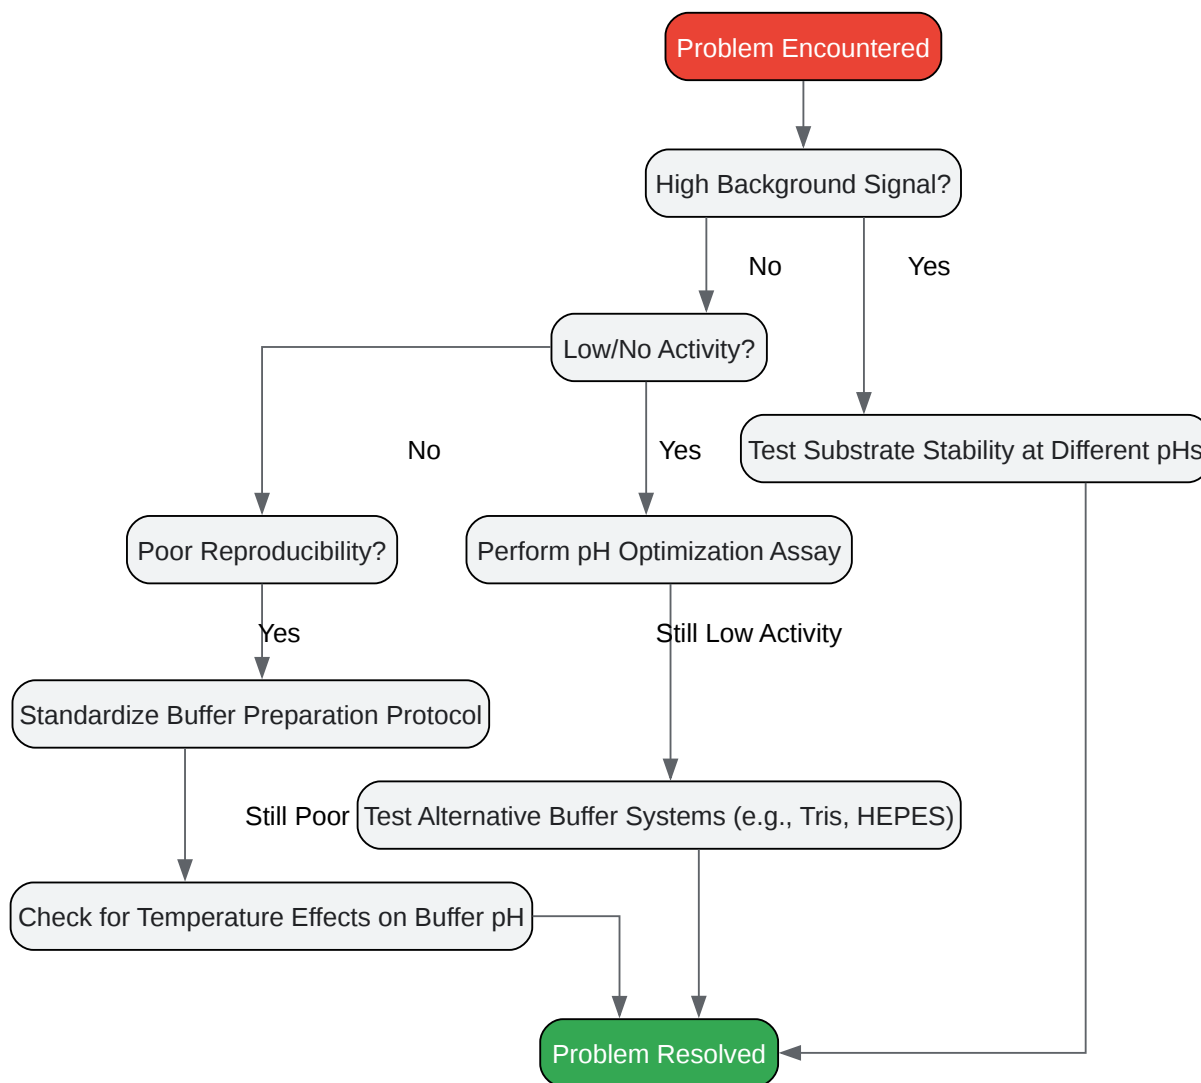 Problem Encountered
High Background Signal?
No
Yes
Low/No Activity?
No
Yes
Test Substrate Stability at Different pHs
Poor Reproducibility?
Perform pH Optimization Assay
Yes
Still Low Activity
Standardize Buffer Preparation Protocol
Still Poor
Test Alternative Buffer Systems (e.g., Tris, HEPES)
Check for Temperature Effects on Buffer pH
Problem Resolved